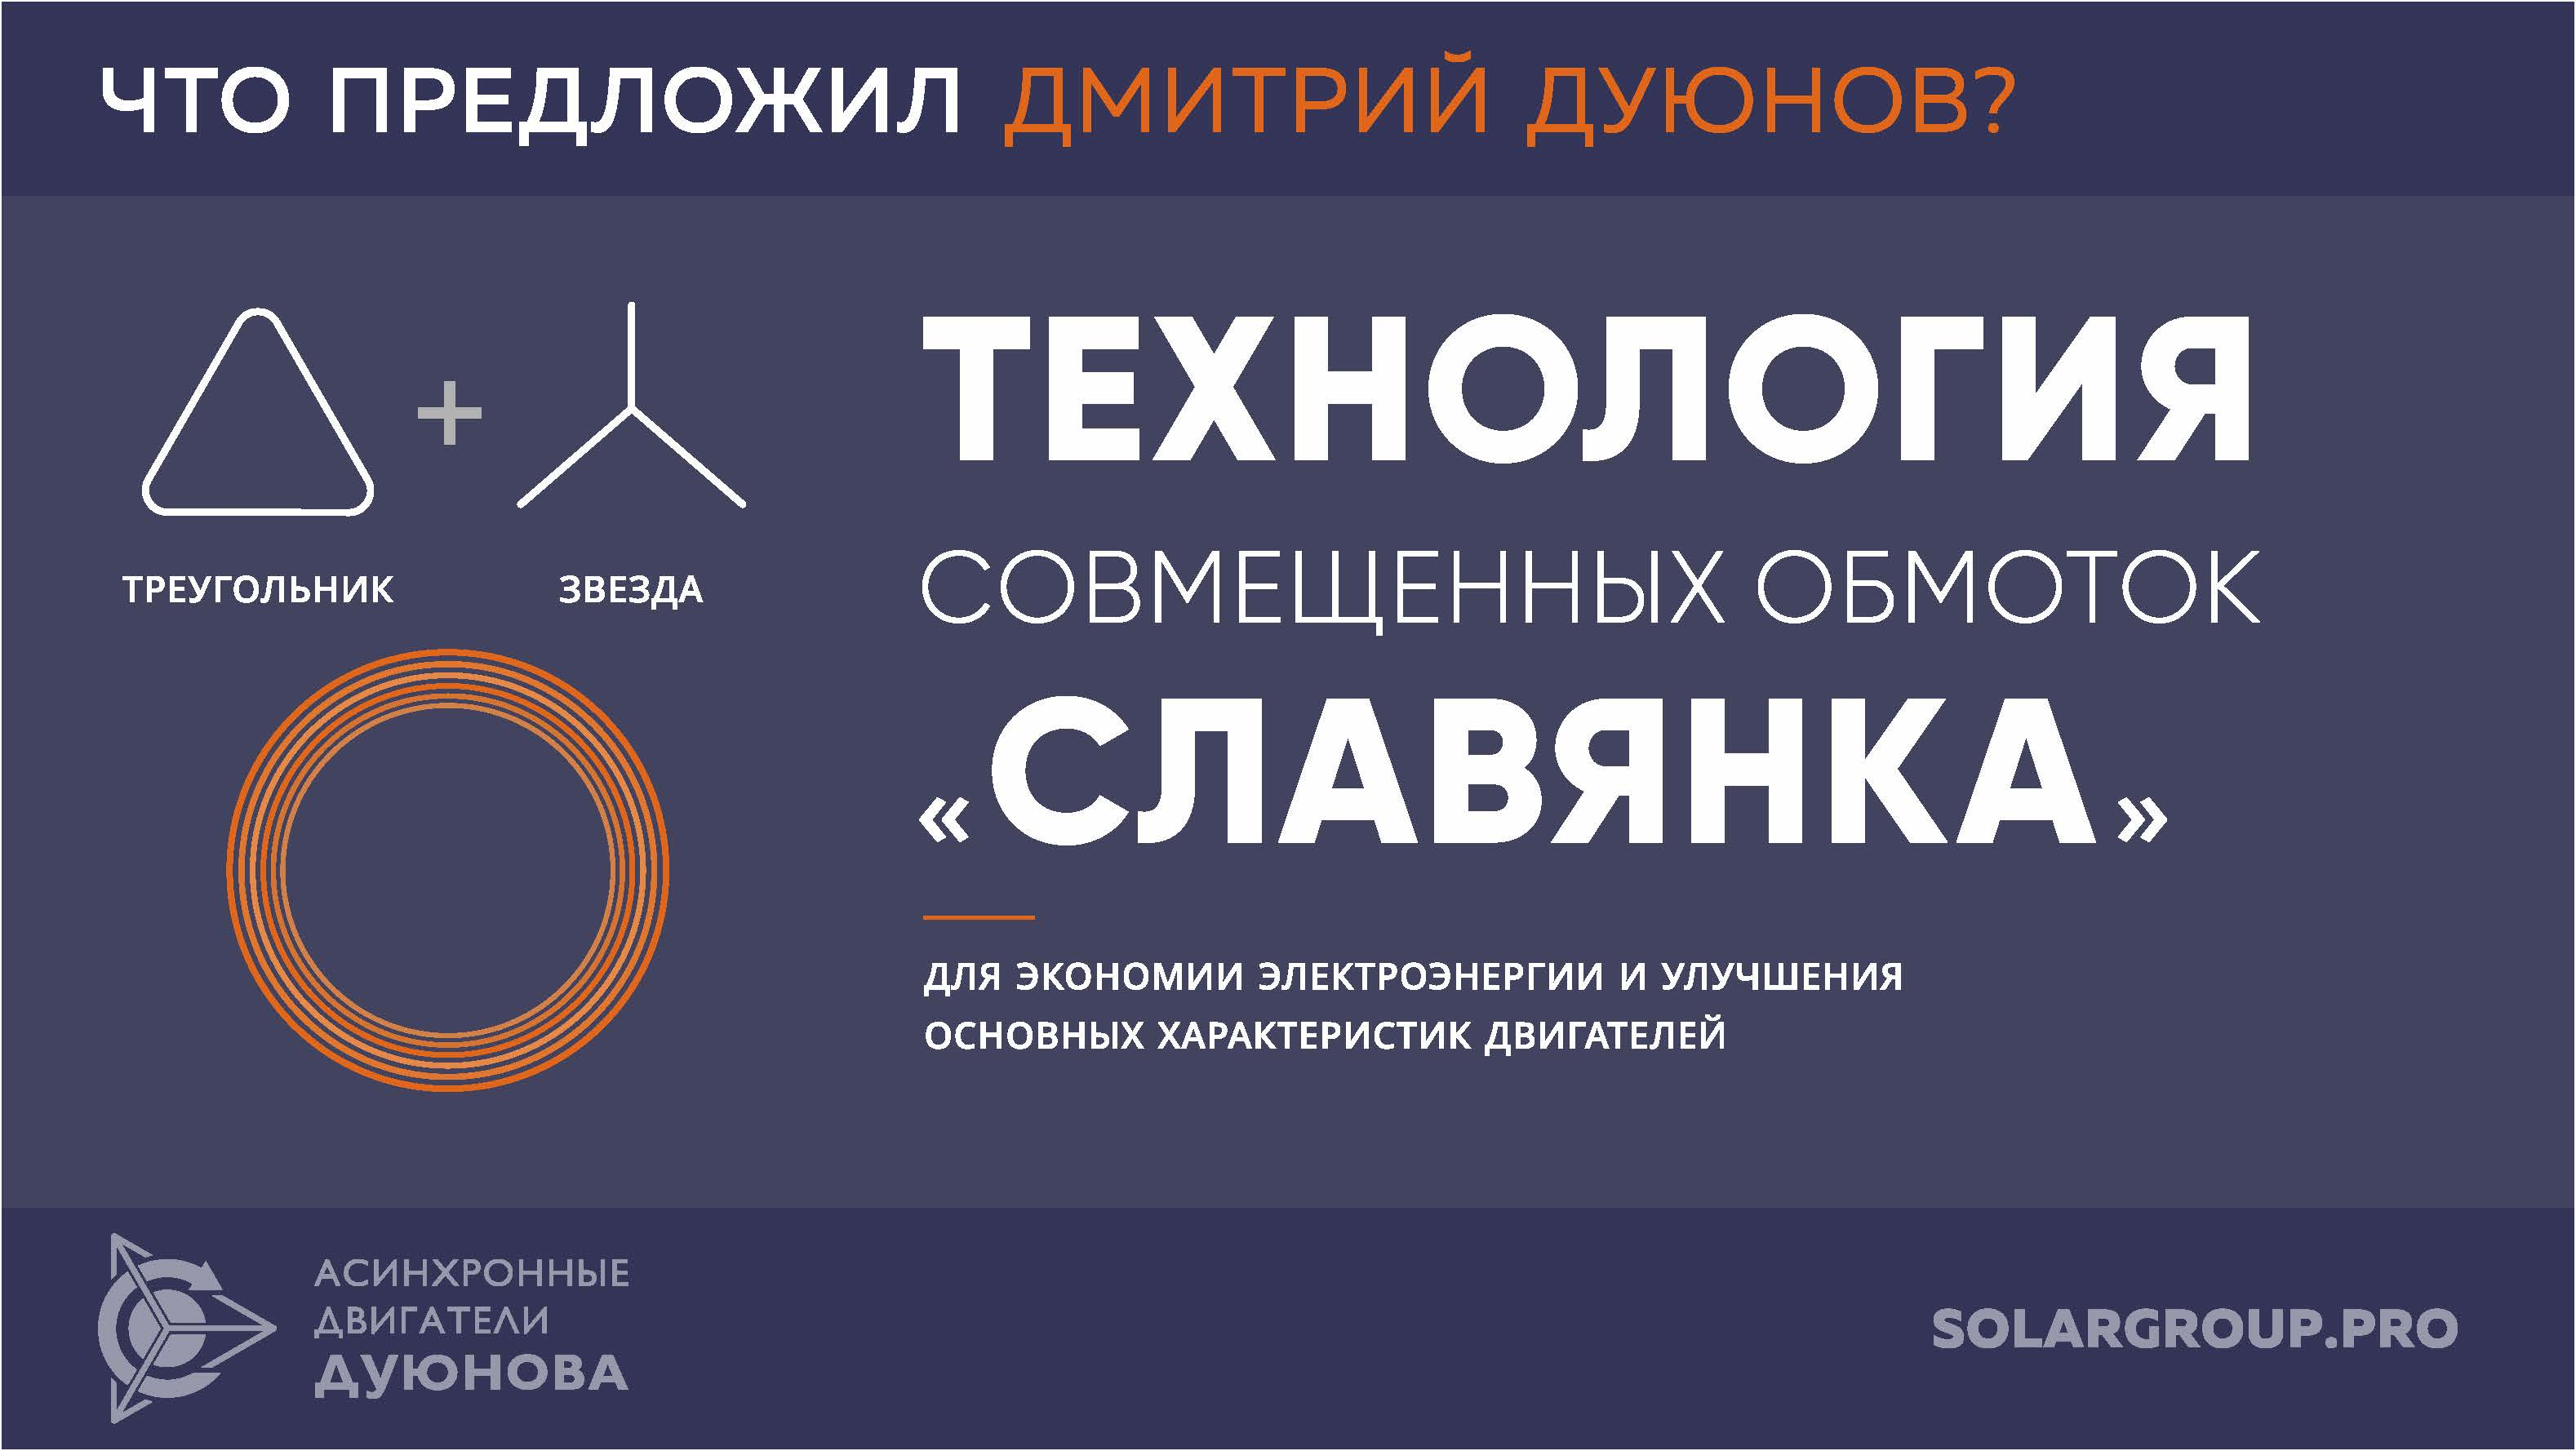 ЧТО ПРЕДЛОЖИЛ ДМИТРИЙ ДУЮНОВ?
+
ТРЕУГОЛЬНИК
ЗВЕЗДА
ТЕХНОЛОГИЯ
СОВМЕЩЕННЫХ ОБМОТОК
«СЛАВЯНКА»
ДЛЯ ЭКОНОМИИ ЭЛЕКТРОЭНЕРГИИ И УЛУЧШЕНИЯ
ОСНОВНЫХ ХАРАКТЕРИСТИК ДВИГАТЕЛЕЙ
АСИНХРОННЫЕ
ДВИГАТЕЛИ
ДУЮНОВА
SOLARGROUP.PRO